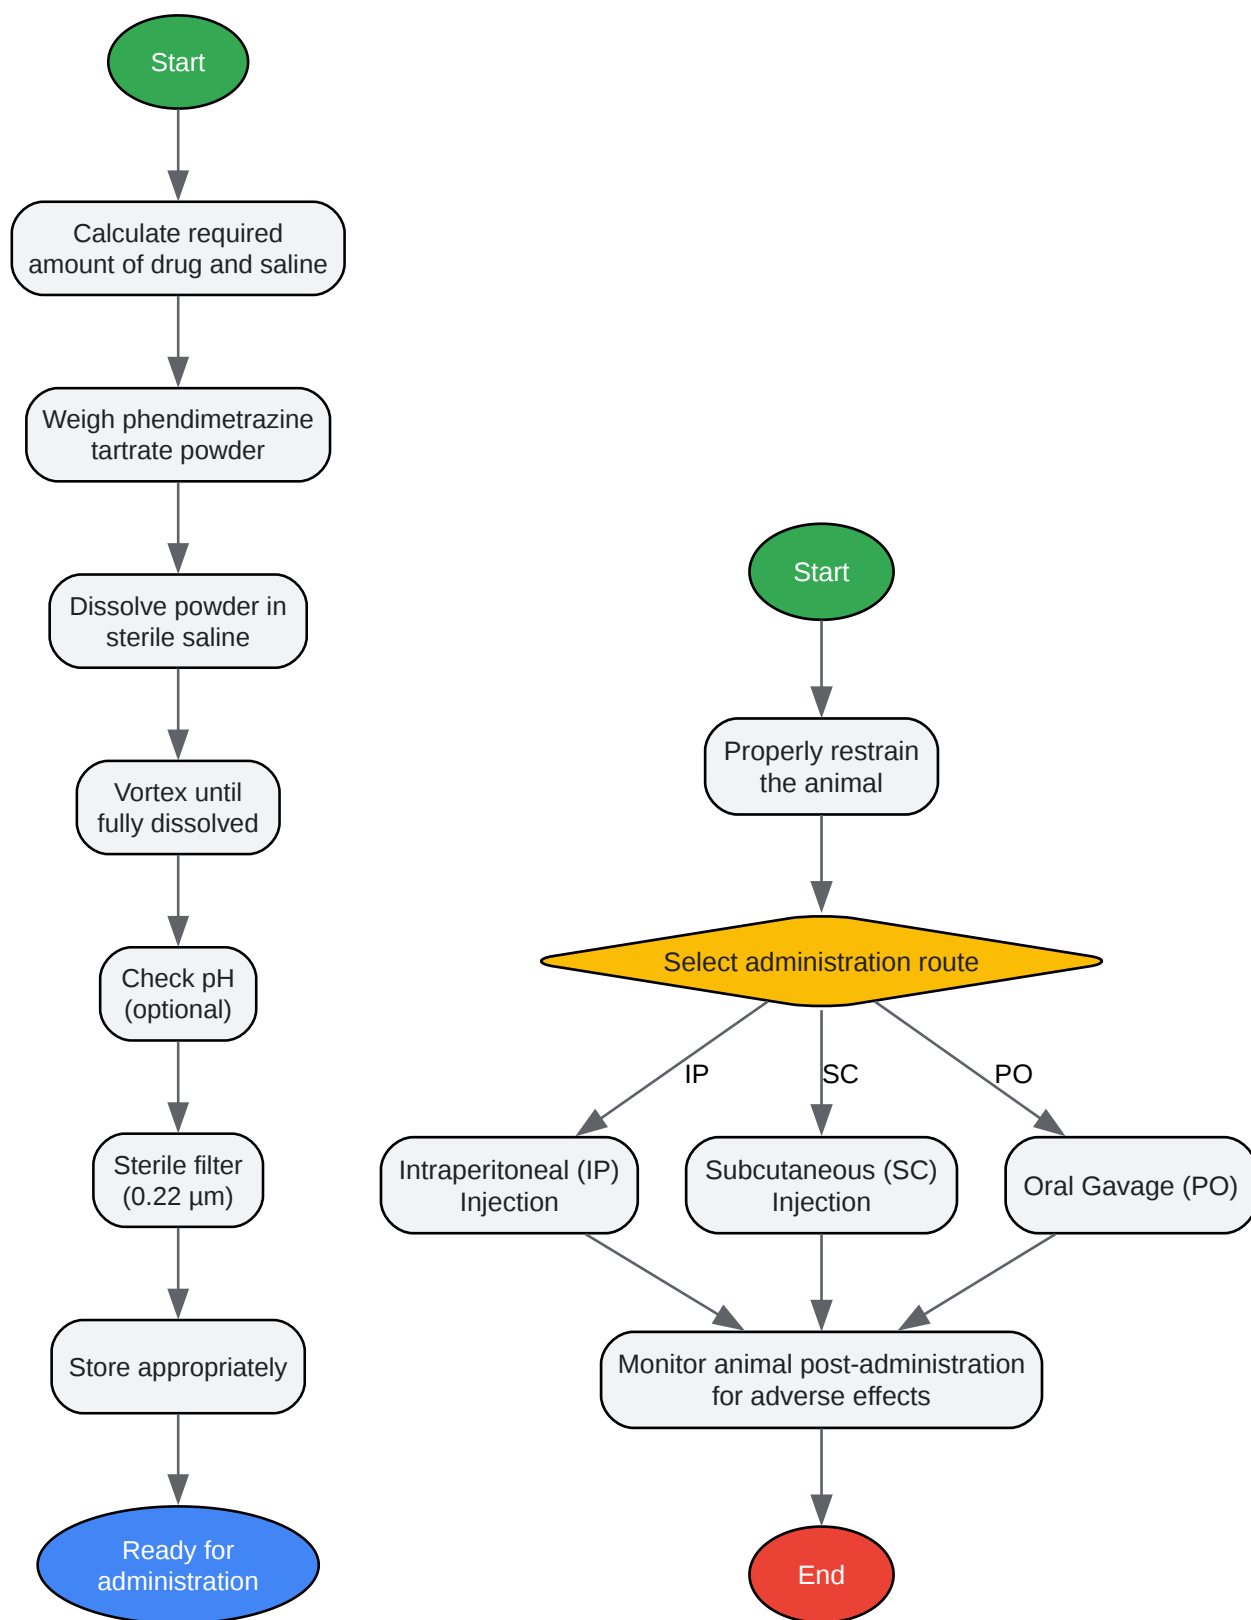 Start
Calculate required
amount of drug and saline
Weigh phendimetrazine
tartrate powder
Dissolve powder in
sterile saline
Vortex until
fully dissolved
Check pH
(optional)
Sterile filter
(0.22 µm)
Store appropriately
Ready for
administration
Start
Properly restrain
the animal
Select administration route
IP
SC
PO
Intraperitoneal (IP)
Injection
Subcutaneous (SC)
Injection
Oral Gavage (PO)
Monitor animal post-administration
for adverse effects
End